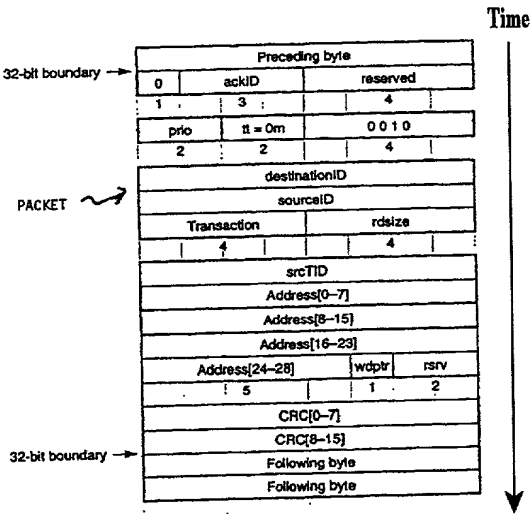 Time
Preceding byte
32-bit boundary
0 ackID reserved
1 3 4
prio tt = 0m 0 0 1 0
2 2 4
destinationID
PACKET
sourceID
Transaction rdsize
4 4
srcTID
Address[0–7]
Address[8–15]
Address[16–23]
Address[24–28] wdptr rsrv
5 1 2
CRC[0–7]
CRC[8–15]
32-bit boundary
Following byte
Following byte